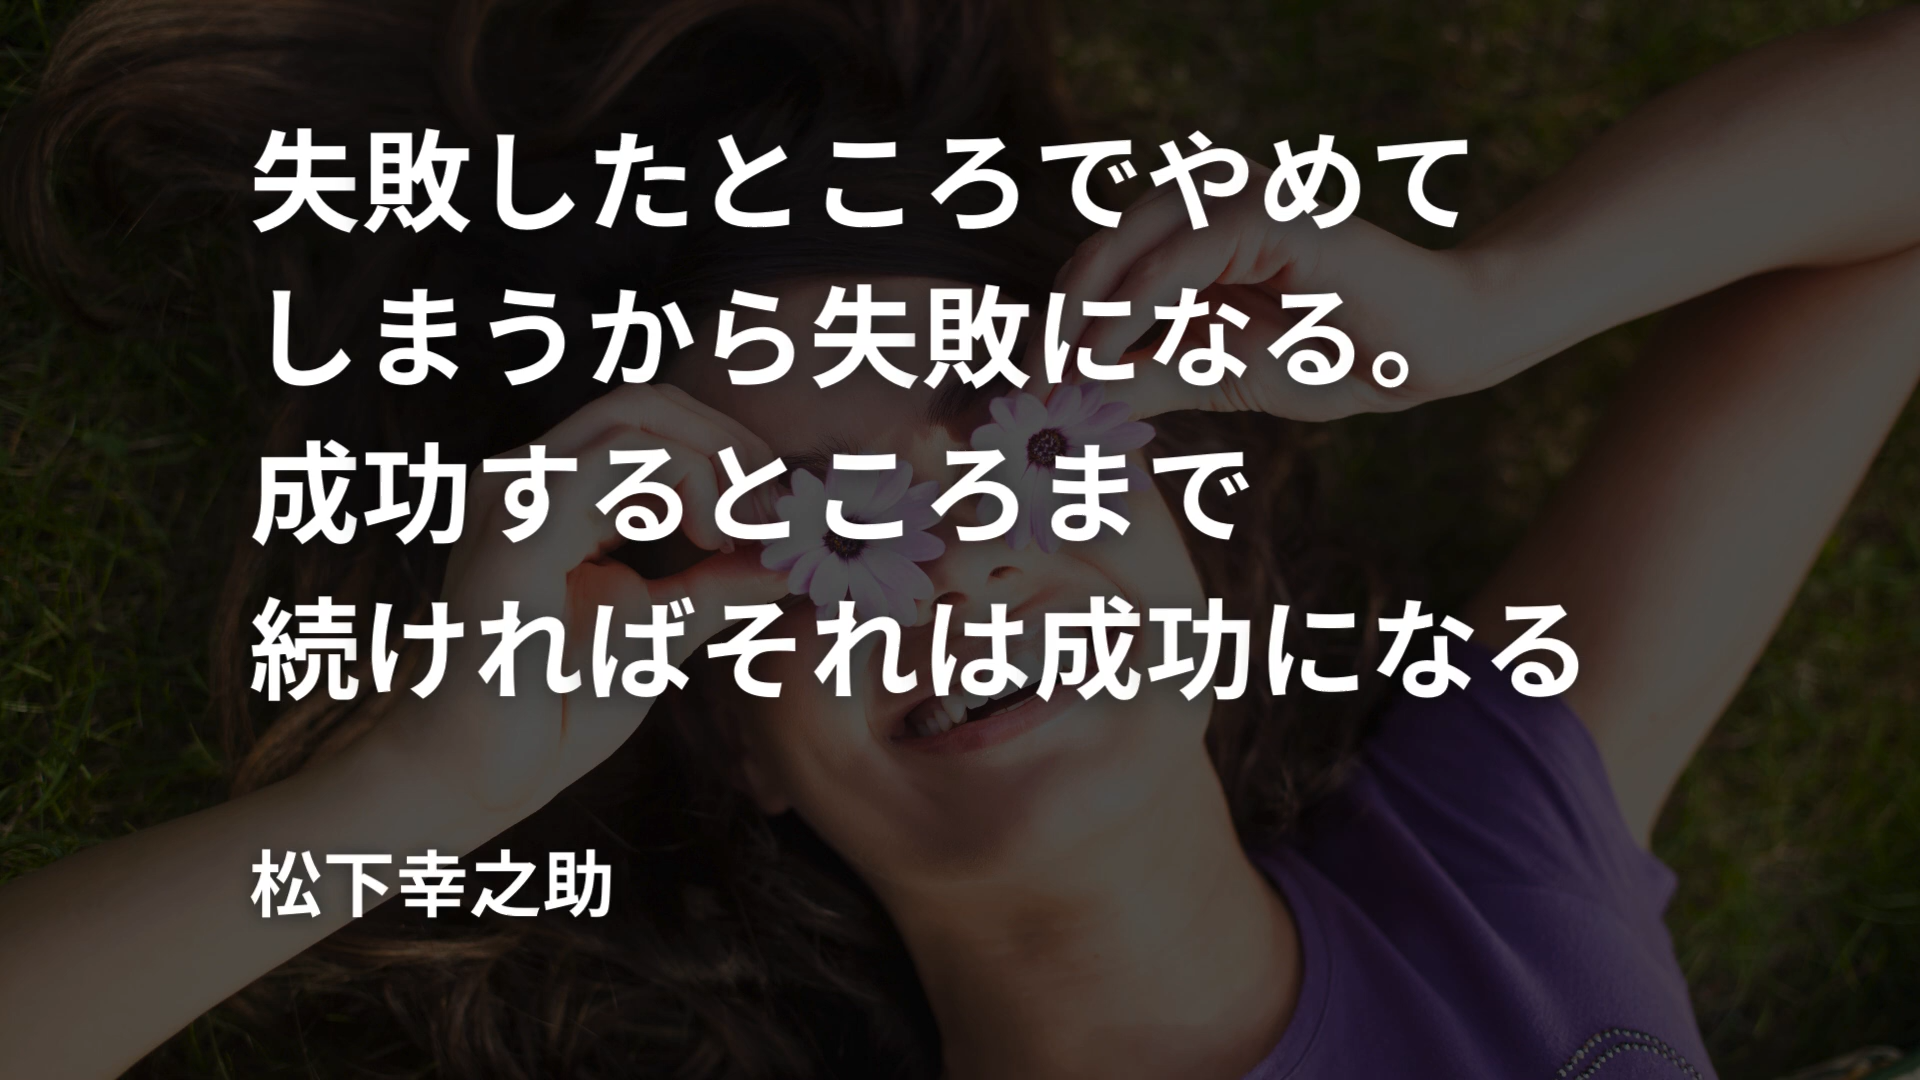 失敗したところでやめて
しまうから失敗になる。
成功するところまで
続ければそれは成功になる
松下幸之助